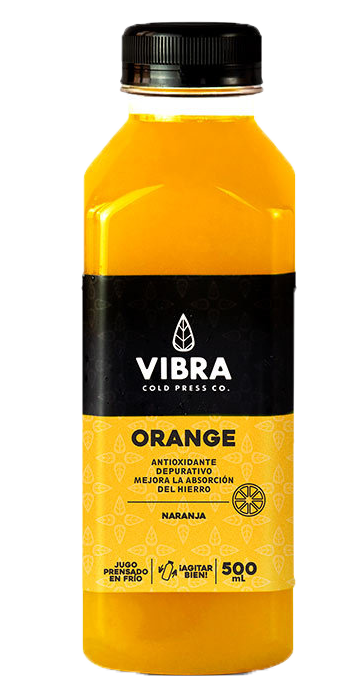 VIBRA
COLD PRESS CO.
ORANGE
ANTIOXIDANTE
DEPURATIVO
MEJORA LA ABSORCIÓN
DEL HIERRO
NARANJA
JUGO
PRENSADO
EN FRÍO
¡AGITAR
BIEN!
500
mL